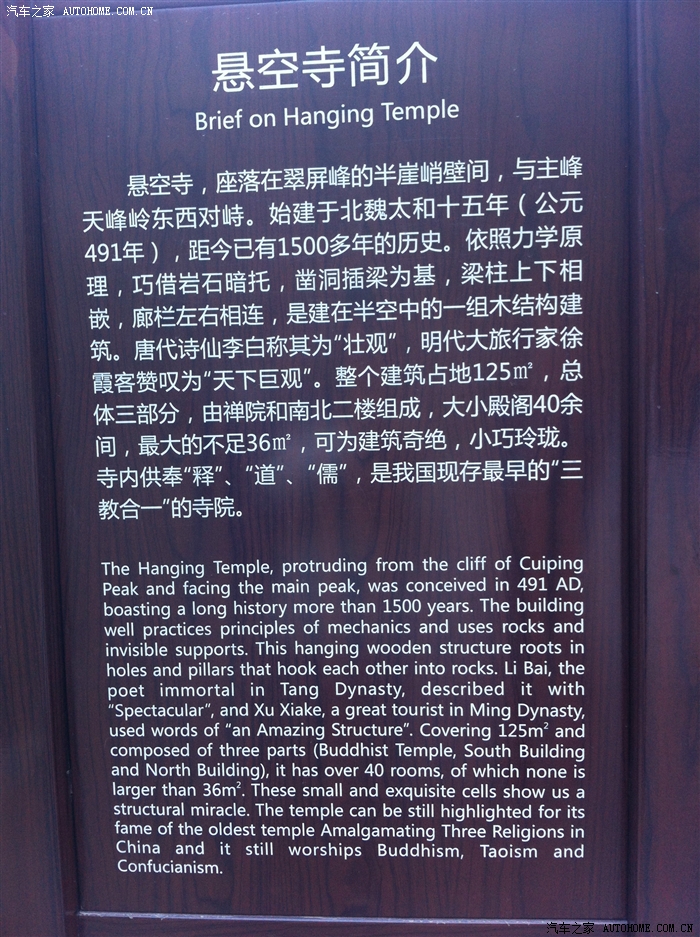 汽车之家 AUTOHOME.COM.CN
悬空寺简介
Brief on Hanging Temple
悬空寺，座落在翠屏峰的半崖峭壁间，与主峰
天峰岭东西对峙。始建于北魏太和十五年（公元
491年），距今已有1500多年的历史。依照力学原
理，巧借岩石暗托，凿洞插梁为基，梁柱上下相
嵌，廊栏左右相连，是建在半空中的一组木结构建
筑。唐代诗仙李白称其为“壮观”，明代大旅行家徐
霞客赞叹为“天下巨观”。整个建筑占地125㎡，总
体三部分，由禅院和南北二楼组成，大小殿阁40余
间，最大的不足36㎡，可为建筑奇绝，小巧玲珑。
寺内供奉“释”、“道”、“儒”，是我国现存最早的“三
教合一”的寺院。
The Hanging Temple, protruding from the cliff of Cuiping
Peak and facing the main peak, was conceived in 491 AD,
boasting a long history more than 1500 years. The building
well practices principles of mechanics and uses rocks and
invisible supports. This hanging wooden structure roots in
holes and pillars that hook each other into rocks. Li Bai, the
poet immortal in Tang Dynasty, described it with
“Spectacular”, and Xu Xiake, a great tourist in Ming Dynasty,
used words of “an Amazing Structure”. Covering 125m² and
composed of three parts (Buddhist Temple, South Building
and North Building), it has over 40 rooms, of which none is
larger than 36m². These small and exquisite cells show us a
structural miracle. The temple can be still highlighted for its
fame of the oldest temple Amalgamating Three Religions in
China and it still worships Buddhism, Taoism and
Confucianism.
汽车之家 AUTOHOME.COM.CN